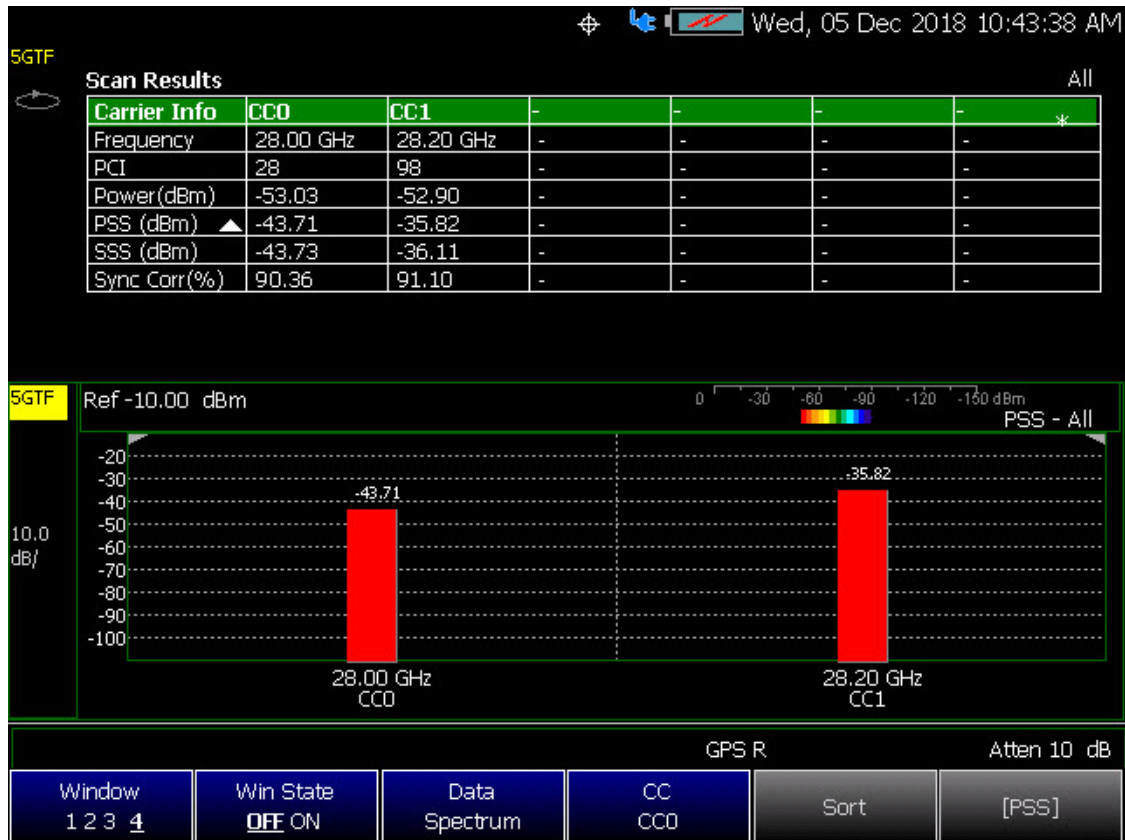 Wed, 05 Dec 2018 10:43:38 AM
5GTF
Scan Results All
Carrier Info CC0 CC1 - - - - *
Frequency 28.00 GHz 28.20 GHz - - - -
PCI 28 98 - - - -
Power(dBm) -53.03 -52.90 - - - -
PSS (dBm) -43.71 -35.82 - - - -
SSS (dBm) -43.73 -36.11 - - - -
Sync Corr(%) 90.36 91.10 - - - -
5GTF Ref -10.00 dBm 0 -30 -60 -90 -120 -150 dBm
PSS - All
-20
-30
-40
-50
-60
-70
-80
-90
-100
10.0
dB/
-43.71 -35.82
28.00 GHz 28.20 GHz
CC0 CC1
GPS R Atten 10 dB
Window Win State Data CC Sort [PSS]
1 2 3 4 OFF ON Spectrum CC0